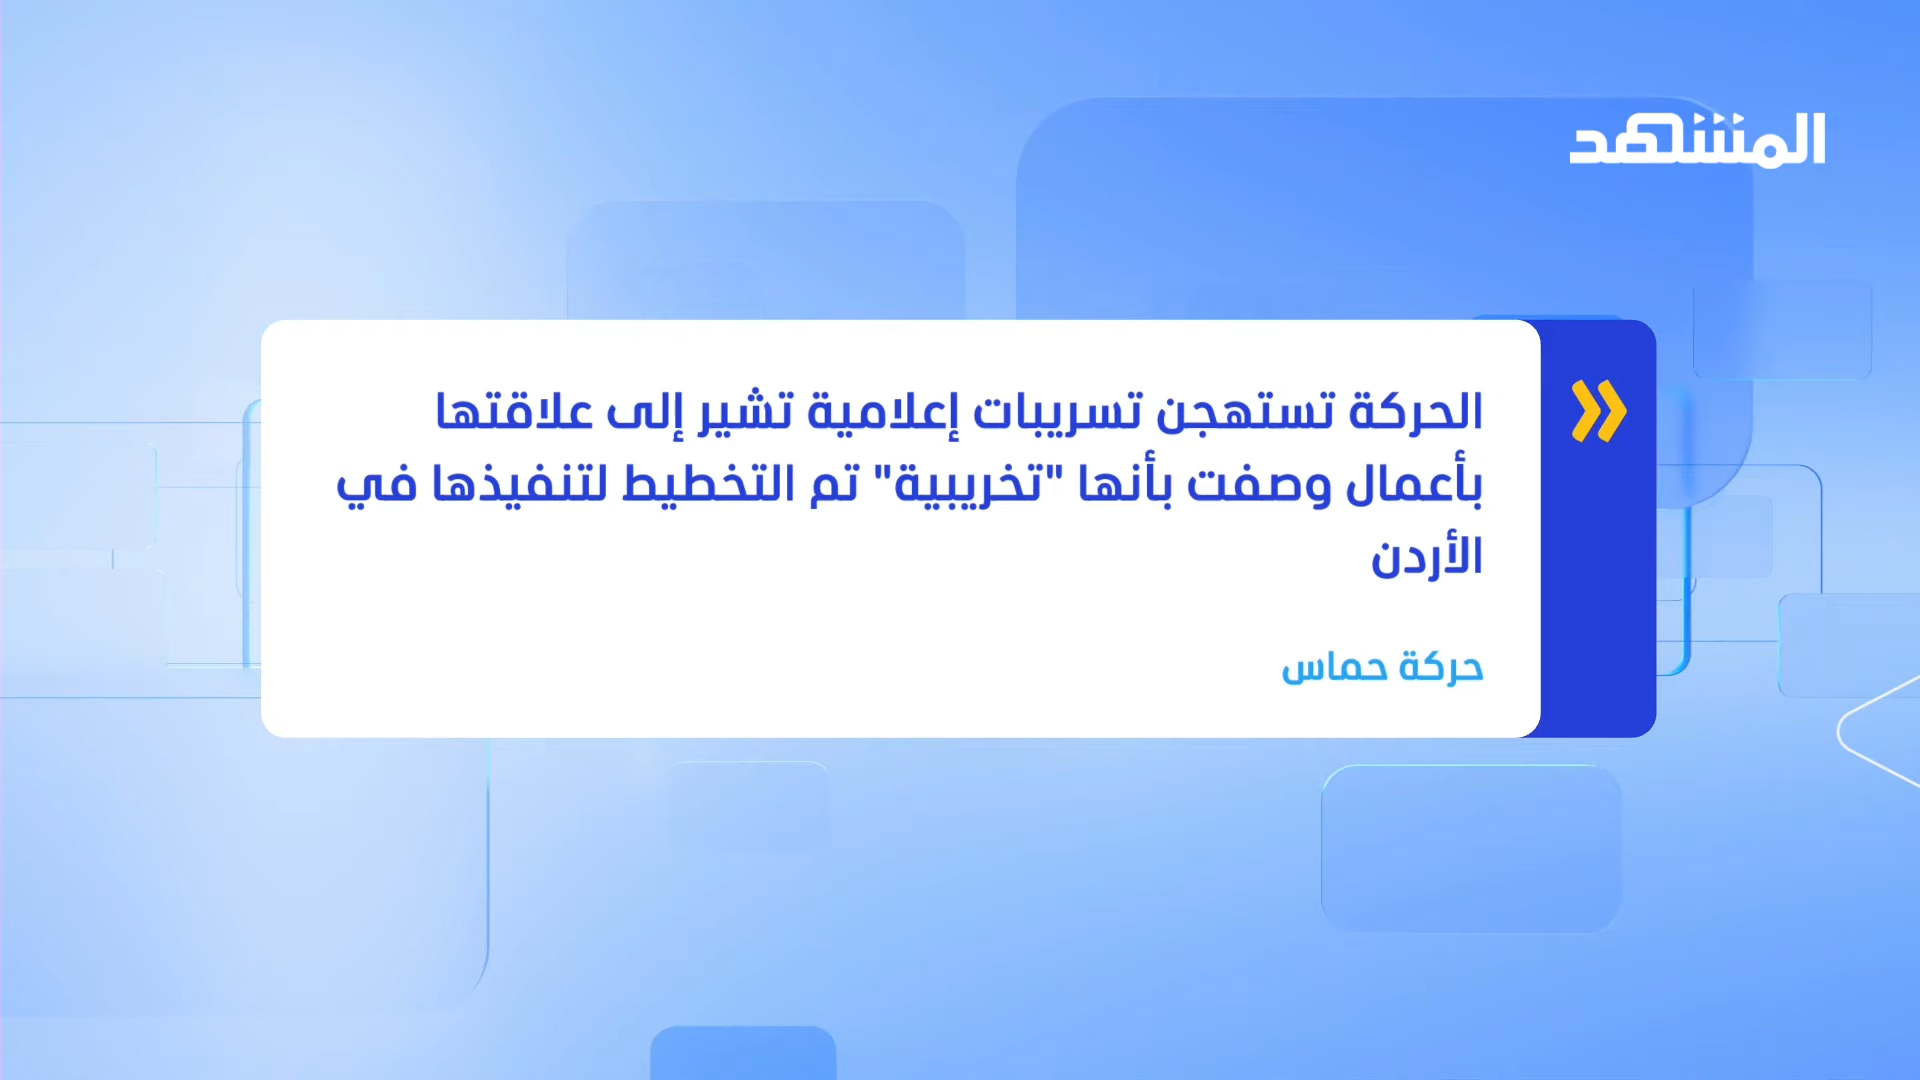 المشهد
الحركة تستهجن تسريبات إعلامية تشير إلى علاقتها
بأعمال وصفت بأنها "تخريبية" تم التخطيط لتنفيذها في
الأردن
حركة حماس